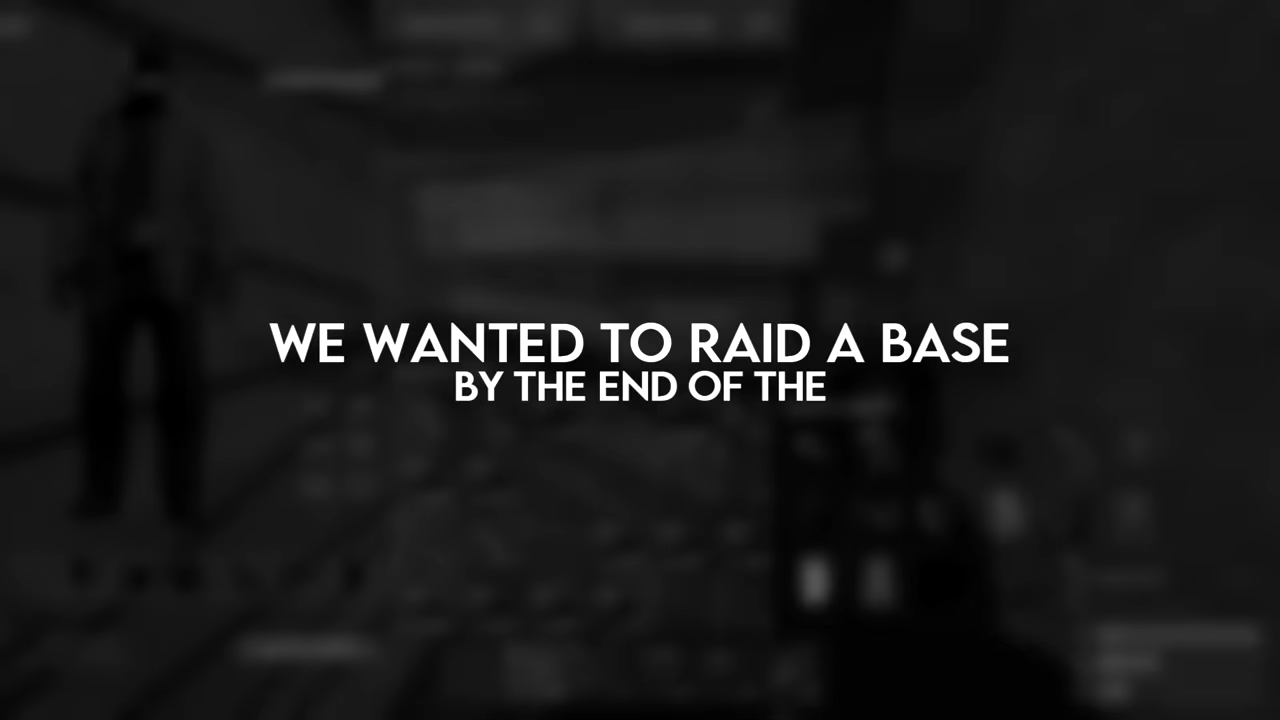 WE WANTED TO RAID A BASE
BY THE END OF THE